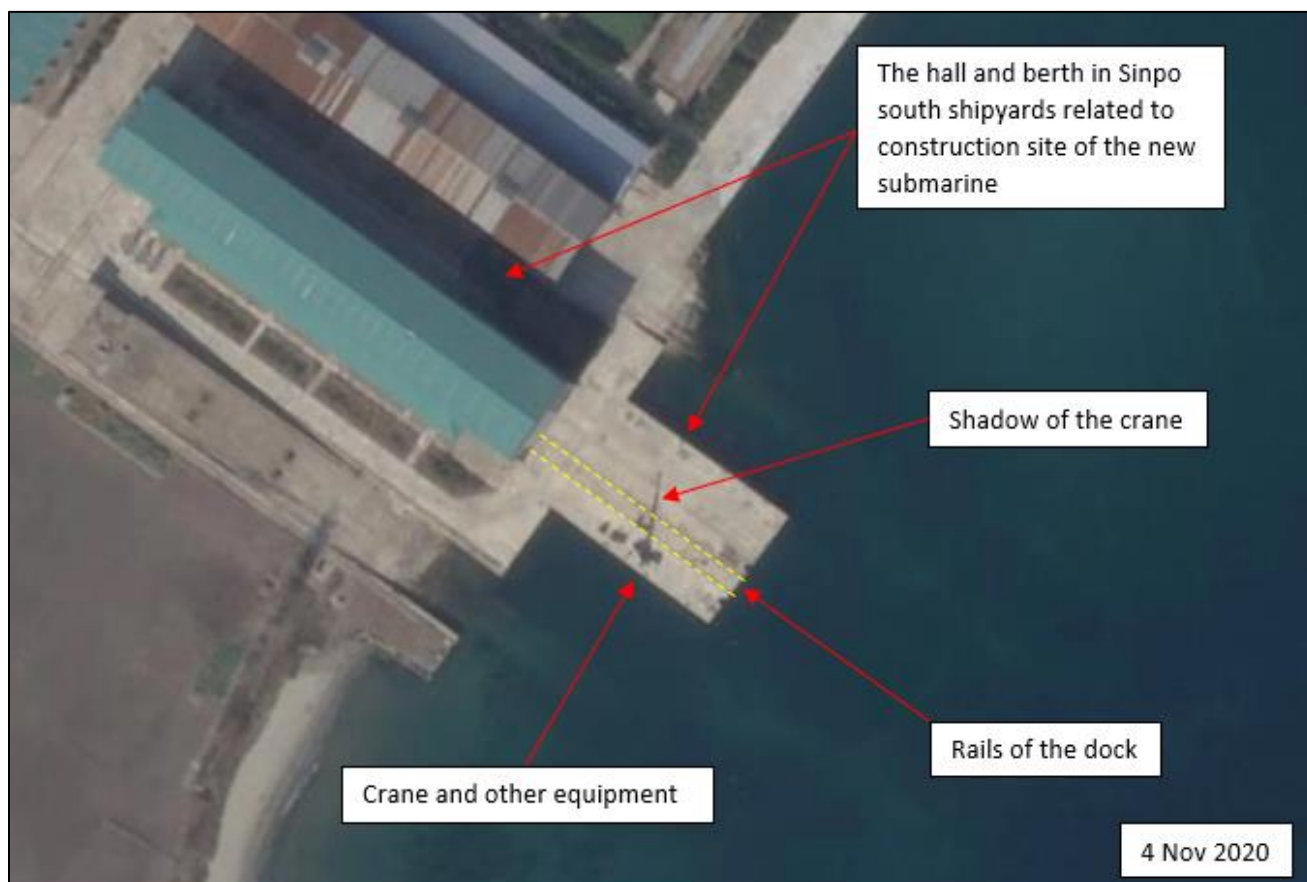 The hall and berth in Sinpo
south shipyards related to
construction site of the new
submarine
Shadow of the crane
Rails of the dock
Crane and other equipment
4 Nov 2020